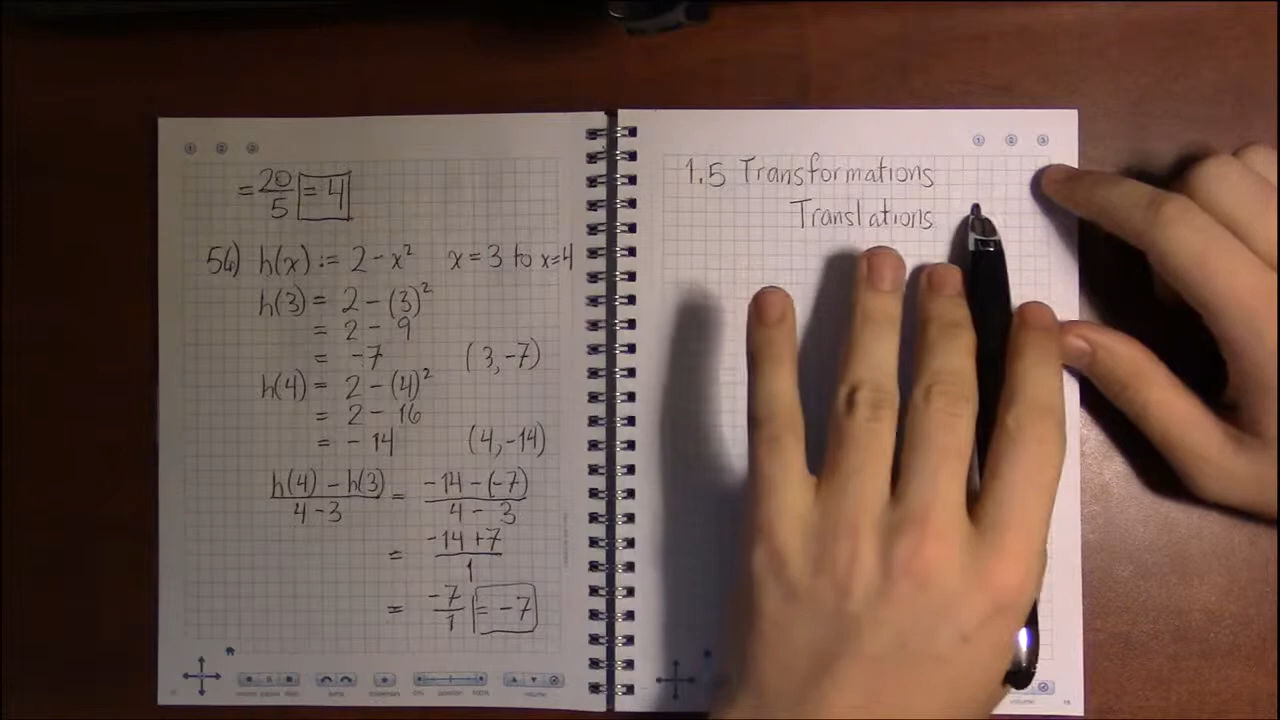 = 20/5 = 4
56) h(x) := 2 - x² x = 3 to x=4
h(3) = 2 - (3)²
= 2 - 9
= -7 (3, -7)
h(4) = 2 - (4)²
= 2 - 16
= -14 (4, -14)
h(4) - h(3) / 4 - 3 = -14 - (-7) / 4 - 3
= -14 + 7 / 1
= -7/1 = -7
1.5 Transformations
Translations